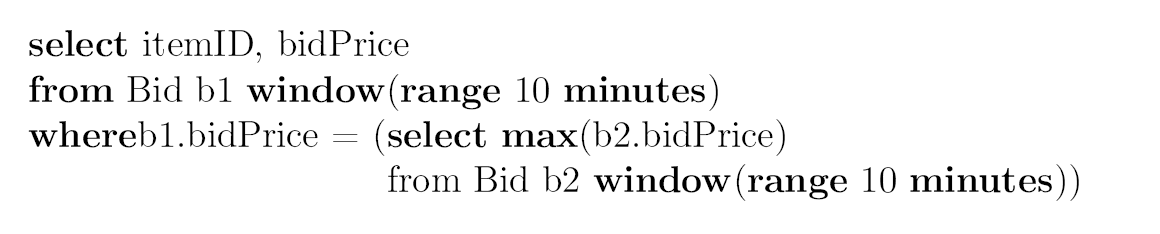 select itemID, bidPrice
from Bid b1 window(range 10 minutes)
whereb1.bidPrice = (select max(b2.bidPrice)
from Bid b2 window(range 10 minutes))